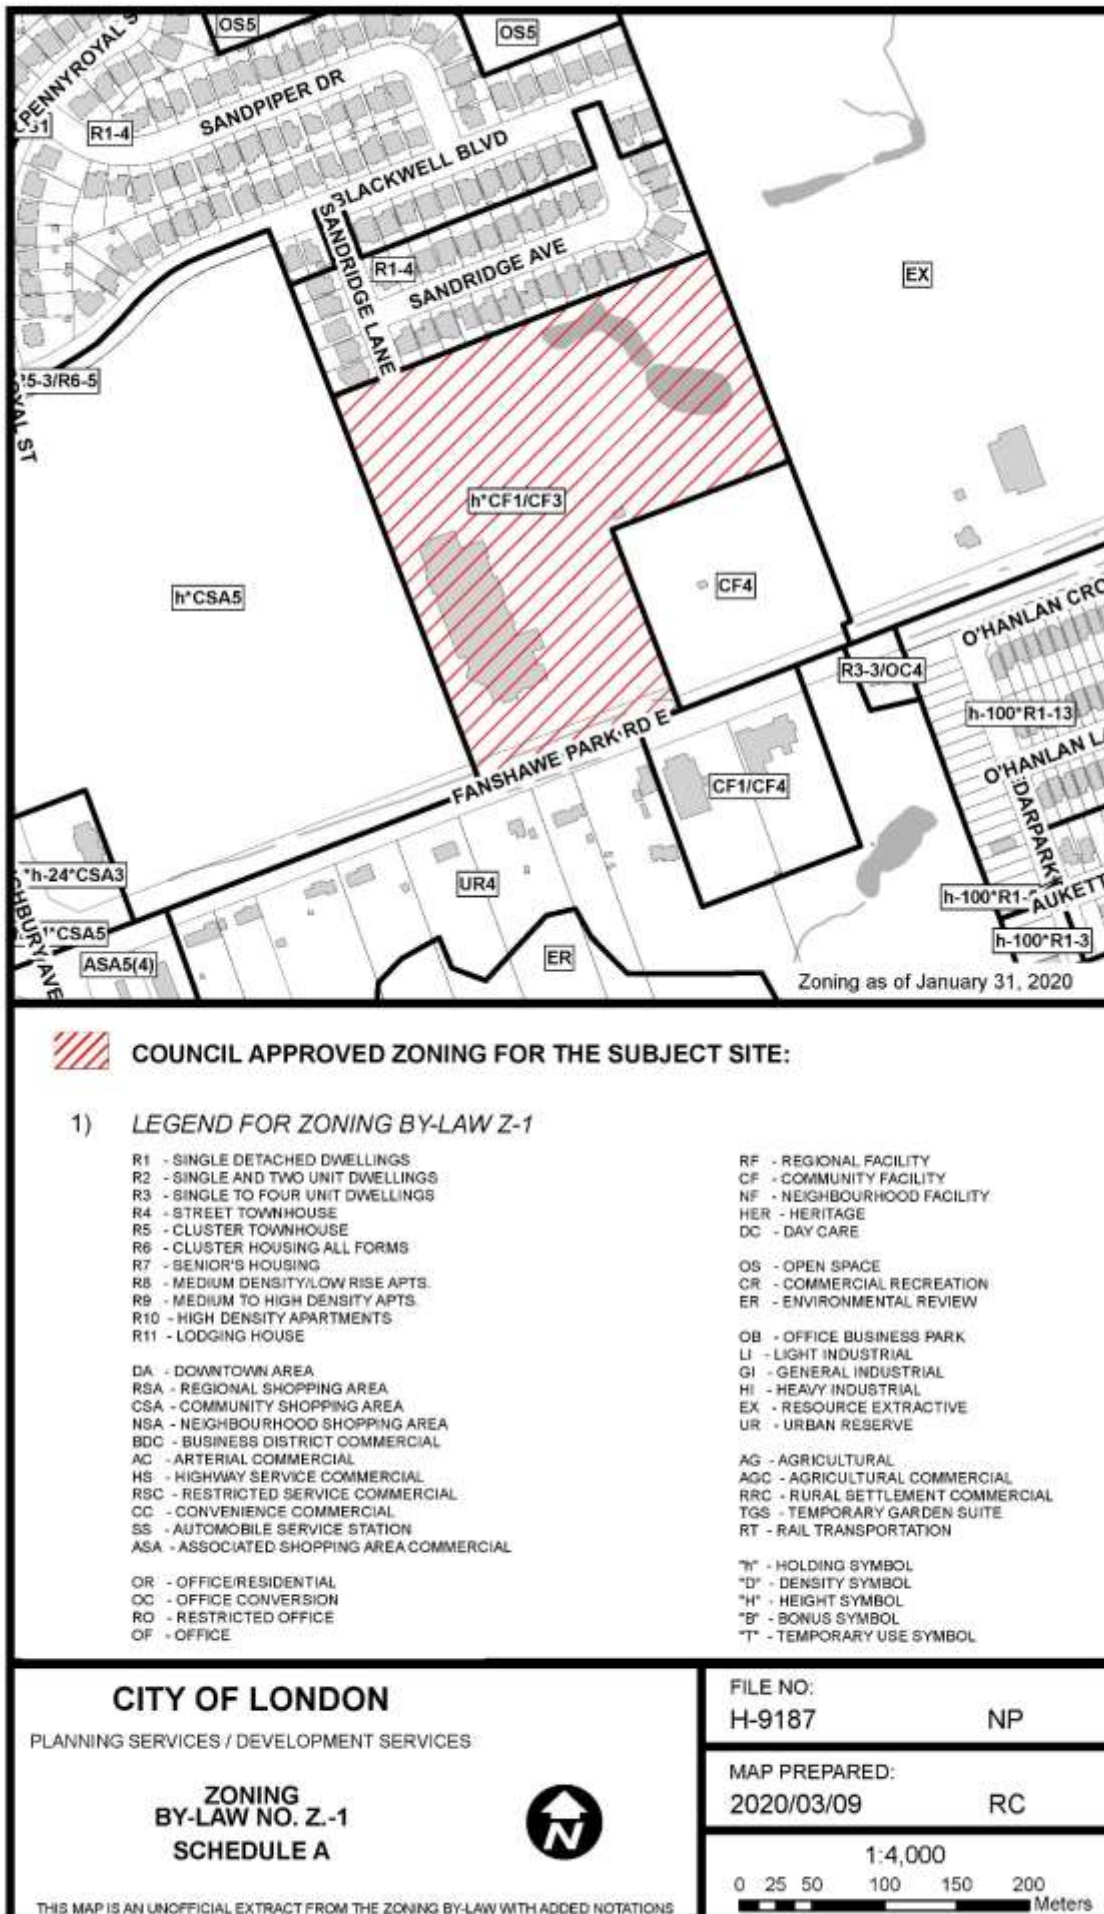 OS5
OS5
PENNYROYAL S
R1-4
SANDPIPER DR
BLACKWELL BLVD
SANDRIDGE LANE
R1-4
SANDRIDGE AVE
EX
5-3/R6-5
YAL ST
h*CF1/CF3
h*CSA5
CF4
O'HANLAN CRO
R3-3/OC4
h-100*R1-13
FANSHAWE PARK RD E
O'HANLAN LA
CF1/CF4
DARPARK
*h-24*CSA3
UR4
h-100*R1-
AUKETT
CHBURY AVE
1*CSA5
ASA5(4)
ER
h-100*R1-3
Zoning as of January 31, 2020
COUNCIL APPROVED ZONING FOR THE SUBJECT SITE:
1) LEGEND FOR ZONING BY-LAW Z-1
R1 - SINGLE DETACHED DWELLINGS
R2 - SINGLE AND TWO UNIT DWELLINGS
R3 - SINGLE TO FOUR UNIT DWELLINGS
R4 - STREET TOWNHOUSE
R5 - CLUSTER TOWNHOUSE
R6 - CLUSTER HOUSING ALL FORMS
R7 - SENIOR'S HOUSING
R8 - MEDIUM DENSITY/LOW RISE APTS.
R9 - MEDIUM TO HIGH DENSITY APTS.
R10 - HIGH DENSITY APARTMENTS
R11 - LODGING HOUSE
DA - DOWNTOWN AREA
RSA - REGIONAL SHOPPING AREA
CSA - COMMUNITY SHOPPING AREA
NSA - NEIGHBOURHOOD SHOPPING AREA
BDC - BUSINESS DISTRICT COMMERCIAL
AC - ARTERIAL COMMERCIAL
HS - HIGHWAY SERVICE COMMERCIAL
RSC - RESTRICTED SERVICE COMMERCIAL
CC - CONVENIENCE COMMERCIAL
SS - AUTOMOBILE SERVICE STATION
ASA - ASSOCIATED SHOPPING AREA COMMERCIAL
OR - OFFICE/RESIDENTIAL
OC - OFFICE CONVERSION
RO - RESTRICTED OFFICE
OF - OFFICE
RF - REGIONAL FACILITY
CF - COMMUNITY FACILITY
NF - NEIGHBOURHOOD FACILITY
HER - HERITAGE
DC - DAY CARE
OS - OPEN SPACE
CR - COMMERCIAL RECREATION
ER - ENVIRONMENTAL REVIEW
OB - OFFICE BUSINESS PARK
LI - LIGHT INDUSTRIAL
GI - GENERAL INDUSTRIAL
HI - HEAVY INDUSTRIAL
EX - RESOURCE EXTRACTIVE
UR - URBAN RESERVE
AG - AGRICULTURAL
AGC - AGRICULTURAL COMMERCIAL
RRC - RURAL SETTLEMENT COMMERCIAL
TGS - TEMPORARY GARDEN SUITE
RT - RAIL TRANSPORTATION
"h" - HOLDING SYMBOL
"D" - DENSITY SYMBOL
"H" - HEIGHT SYMBOL
"B" - BONUS SYMBOL
"T" - TEMPORARY USE SYMBOL
CITY OF LONDON
PLANNING SERVICES / DEVELOPMENT SERVICES
ZONING
BY-LAW NO. Z.-1
SCHEDULE A
N
THIS MAP IS AN UNOFFICIAL EXTRACT FROM THE ZONING BY-LAW WITH ADDED NOTATIONS
FILE NO:
H-9187 NP
MAP PREPARED:
2020/03/09 RC
1:4,000
0 25 50 100 150 200
Meters